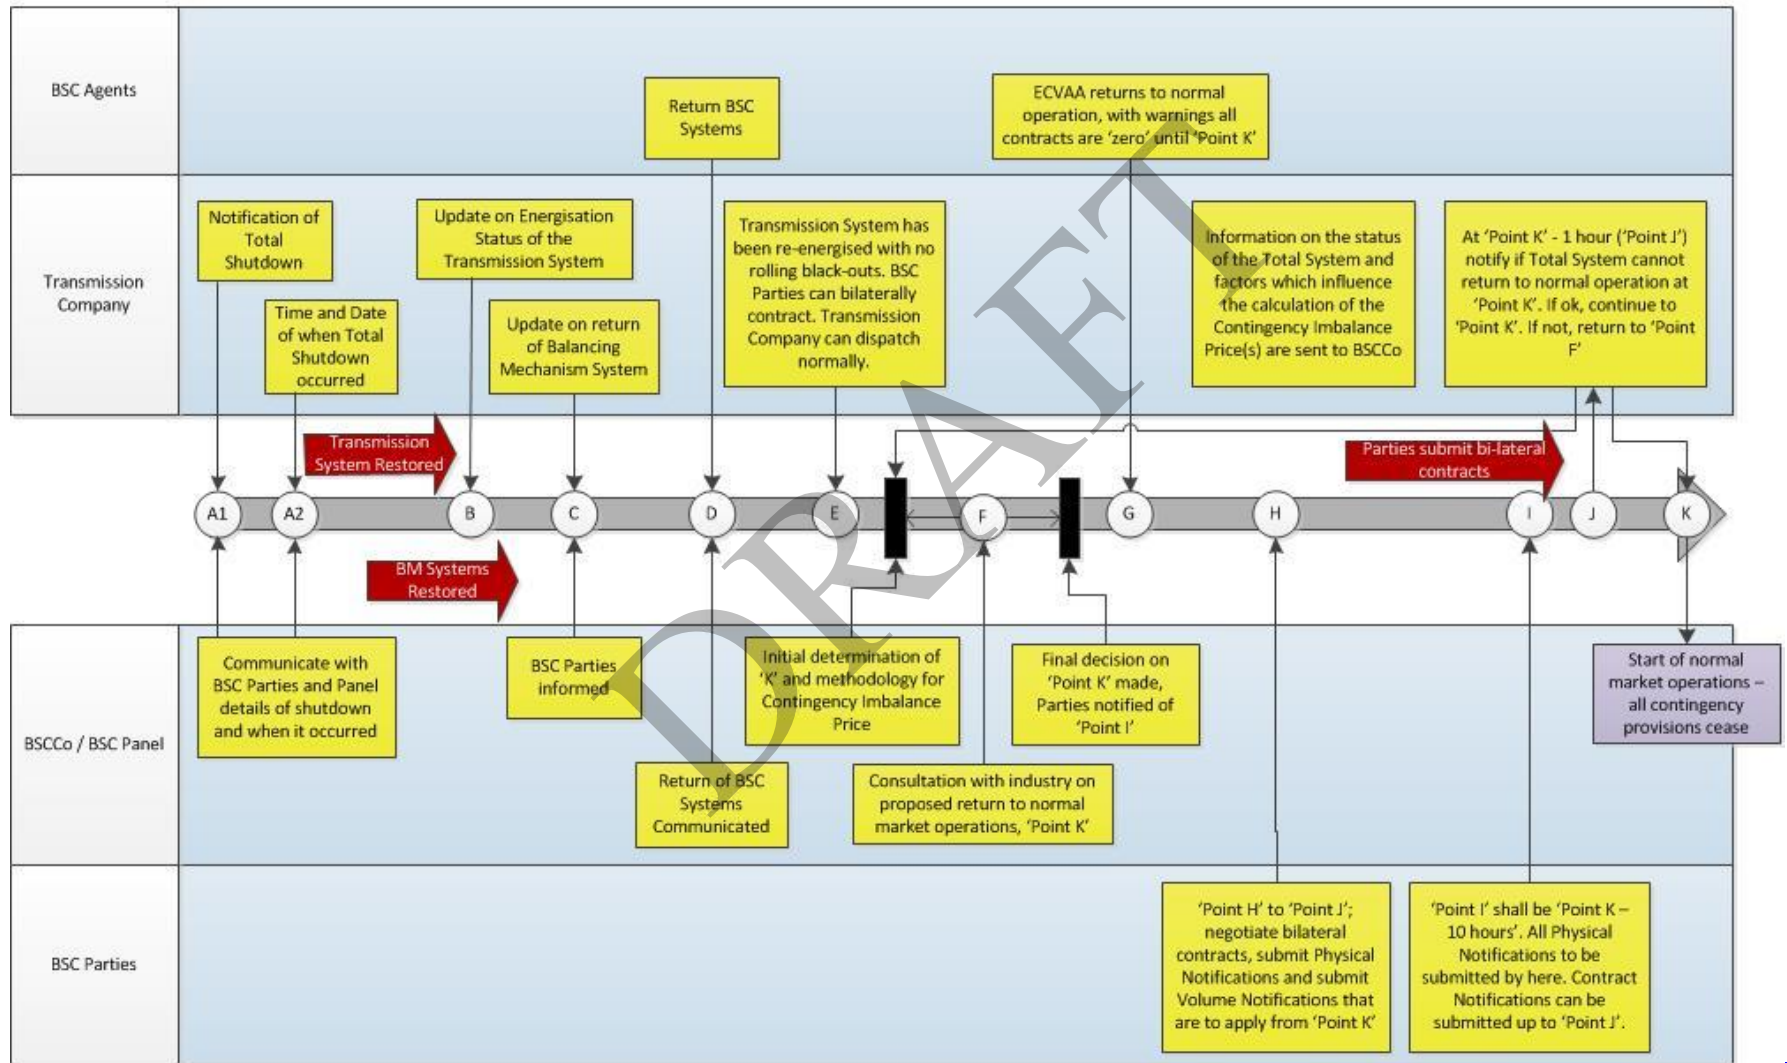 BSC Agents
Return BSC
Systems
ECVAA returns to normal
operation, with warnings all
contracts are ‘zero’ until ‘Point K’
Transmission
Company
Notification of
Total
Shutdown
Time and Date
of when Total
Shutdown
occurred
Update on Energisation
Status of the
Transmission System
Update on return
of Balancing
Mechanism System
Transmission System has
been re-energised with no
rolling black-outs. BSC
Parties can bilaterally
contract. Transmission
Company can dispatch
normally.
Information on the status
of the Total System and
factors which influence
the calculation of the
Contingency Imbalance
Price(s) are sent to BSCCo
At ‘Point K’ - 1 hour (‘Point J’)
notify if Total System cannot
return to normal operation at
‘Point K’. If ok, continue to
‘Point K’. If not, return to ‘Point
F’
Transmission
System Restored
Parties submit bi-lateral
contracts
A1
A2
B
C
D
E
F
G
H
I
J
K
BM Systems
Restored
DRAFT
BSCCo / BSC Panel
Communicate with
BSC Parties and Panel
details of shutdown
and when it occurred
BSC Parties
informed
Return of BSC
Systems
Communicated
Initial determination of
‘K’ and methodology for
Contingency Imbalance
Price
Consultation with industry on
proposed return to normal
market operations, ‘Point K’
Final decision on
‘Point K’ made,
Parties notified of
‘Point I’
Start of normal
market operations –
all contingency
provisions cease
BSC Parties
‘Point H’ to ‘Point J’;
negotiate bilateral
contracts, submit Physical
Notifications and submit
Volume Notifications that
are to apply from ‘Point K’
‘Point I’ shall be ‘Point K –
10 hours’. All Physical
Notifications to be
submitted by here. Contract
Notifications can be
submitted up to ‘Point J’.